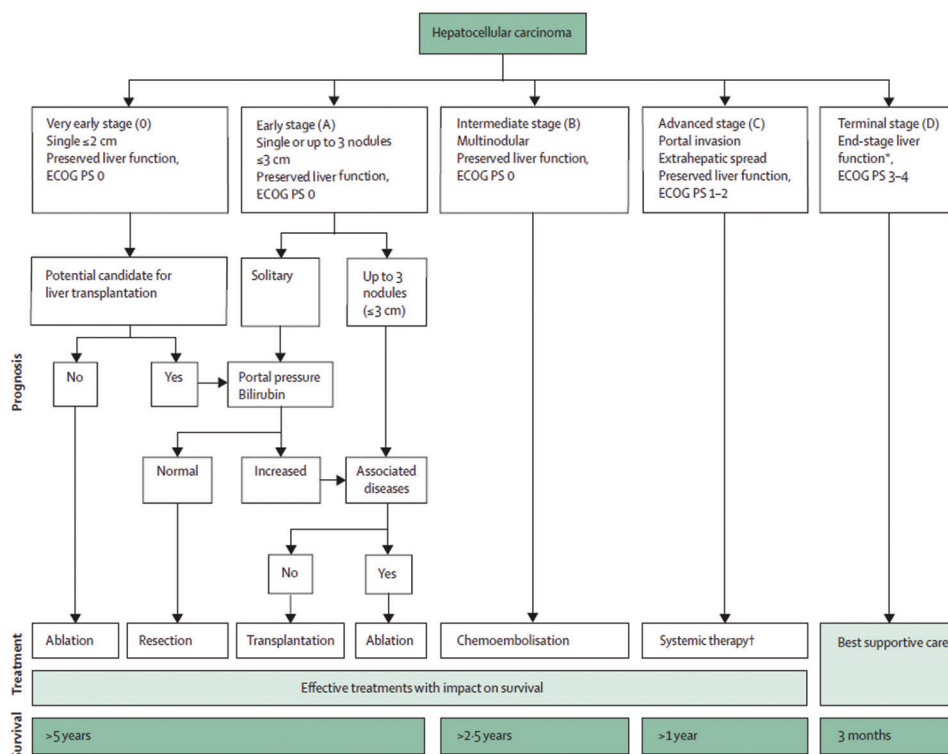 Hepatocellular carcinoma
Very early stage (0)
Single ≤2 cm
Preserved liver function,
ECOG PS 0
Early stage (A)
Single or up to 3 nodules
≤3 cm
Preserved liver function,
ECOG PS 0
Intermediate stage (B)
Multinodular
Preserved liver function,
ECOG PS 0
Advanced stage (C)
Portal invasion
Extrahepatic spread
Preserved liver function,
ECOG PS 1–2
Terminal stage (D)
End-stage liver
function*,
ECOG PS 3–4
Potential candidate for
liver transplantation
Solitary
Up to 3
nodules
(≤3 cm)
Prognosis
No
Yes
Portal pressure
Bilirubin
Normal
Increased
Associated
diseases
No
Yes
Treatment
Ablation
Resection
Transplantation
Ablation
Chemoembolisation
Systemic therapy†
Best supportive care
Effective treatments with impact on survival
Survival
>5 years
>2·5 years
>1 year
3 months